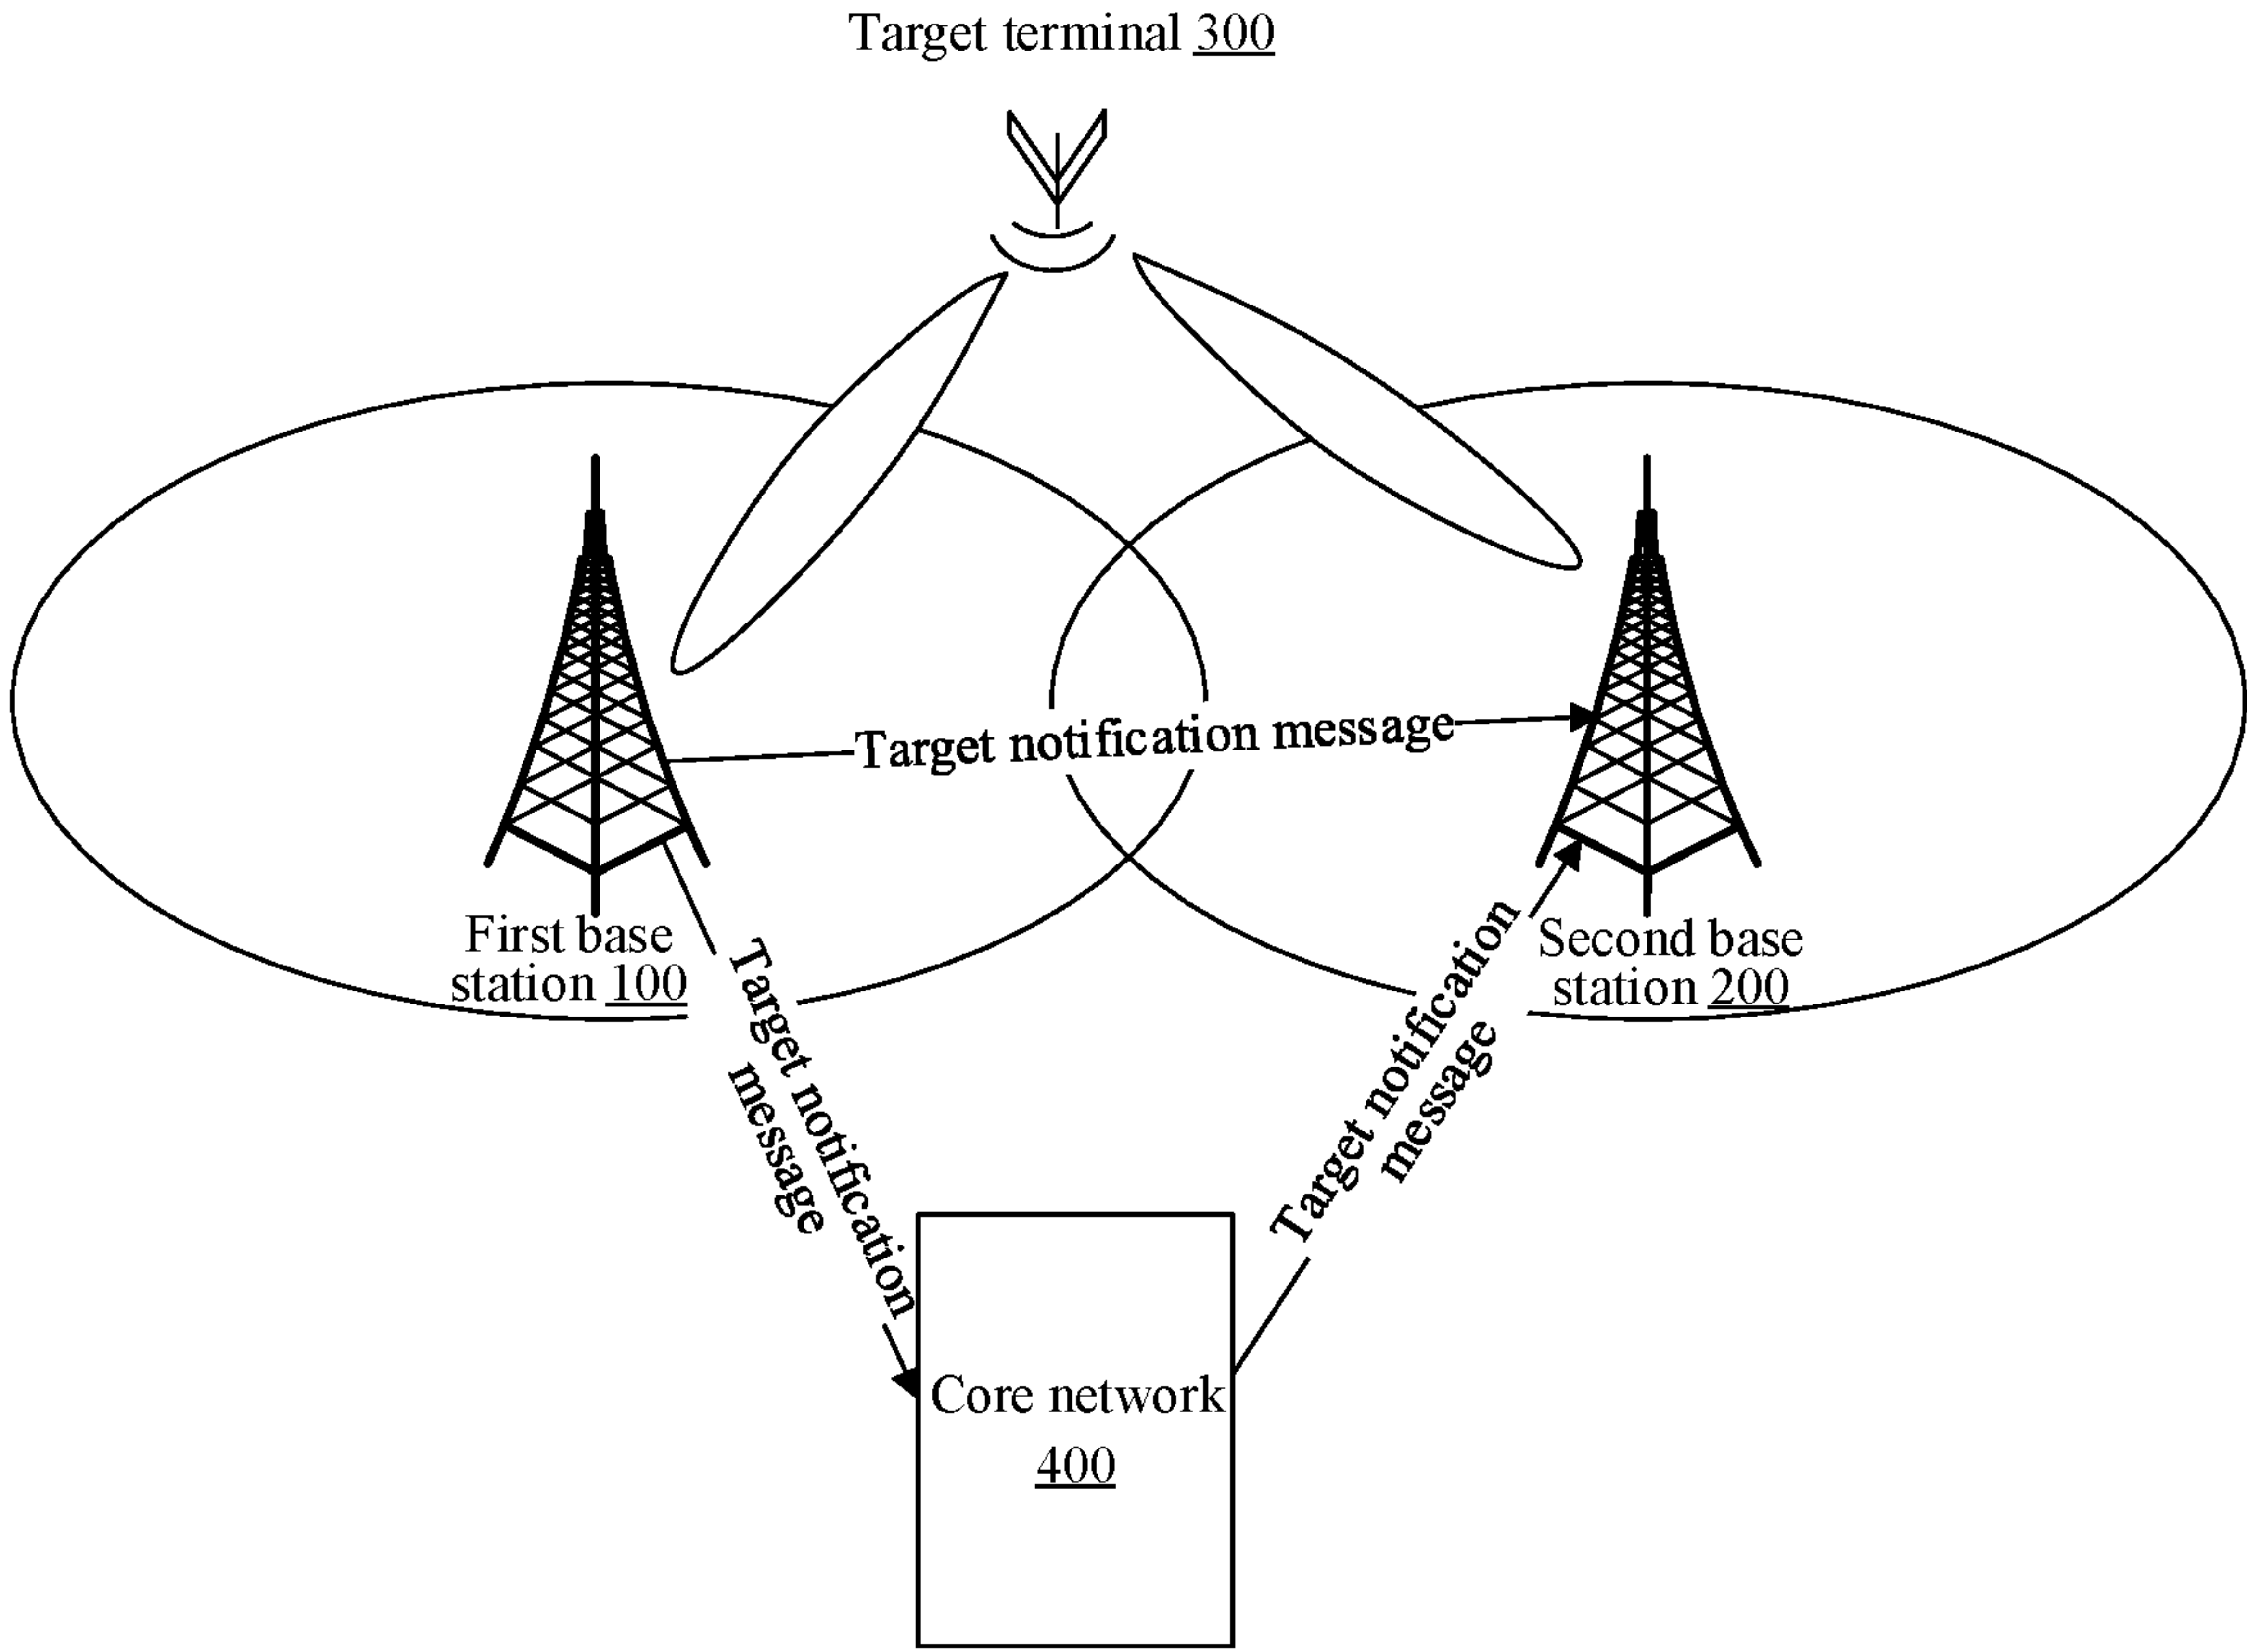 Target terminal 300
Target notification message
First base
station 100
Second base
station 200
Target notification
message
Target notification
message
Core network
400